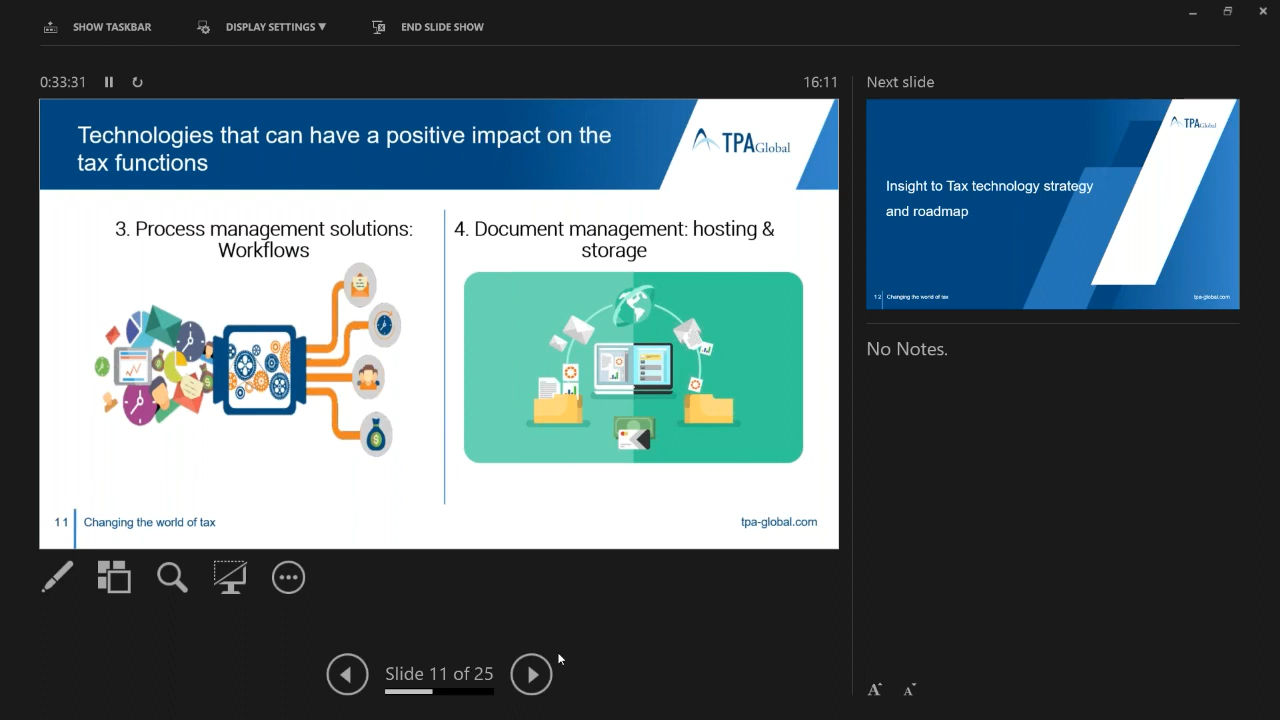 SHOW TASKBAR
DISPLAY SETTINGS ▼
END SLIDE SHOW
0:33:31
16:11
Next slide
Technologies that can have a positive impact on the
tax functions
TPAGlobal
3. Process management solutions:
Workflows
4. Document management: hosting &
storage
11
Changing the world of tax
tpa-global.com
TPAGlobal
Insight to Tax technology strategy
and roadmap
12
Changing the world of tax
tpa-global.com
No Notes.
Slide 11 of 25
A
A